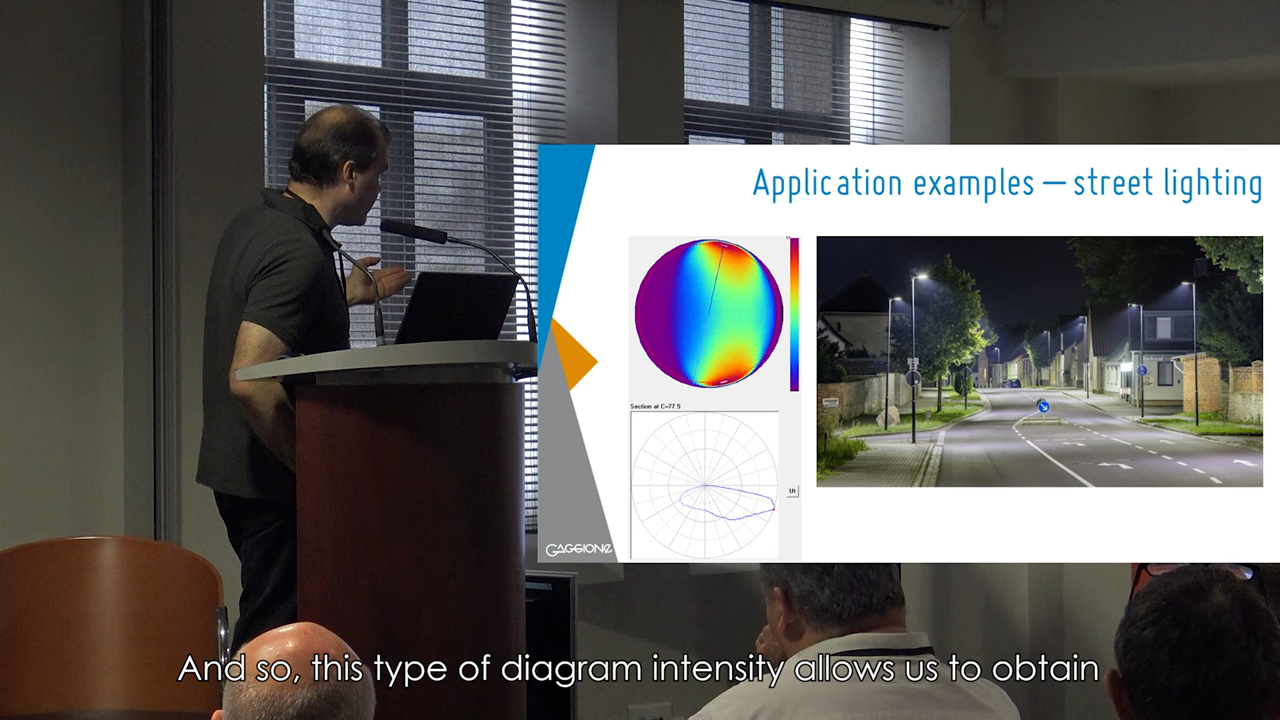 Application examples — street lighting
Section at C=77.5
Ut
GAGGIONE
And so, this type of diagram intensity allows us to obtain